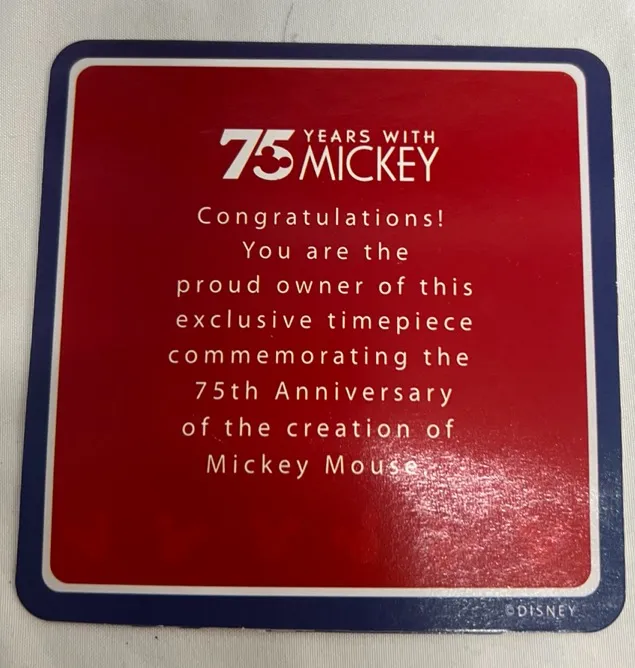 75 YEARS WITH
MICKEY
Congratulations!
You are the
proud owner of this
exclusive timepiece
commemorating the
75th Anniversary
of the creation of
Mickey Mouse.
©DISNEY